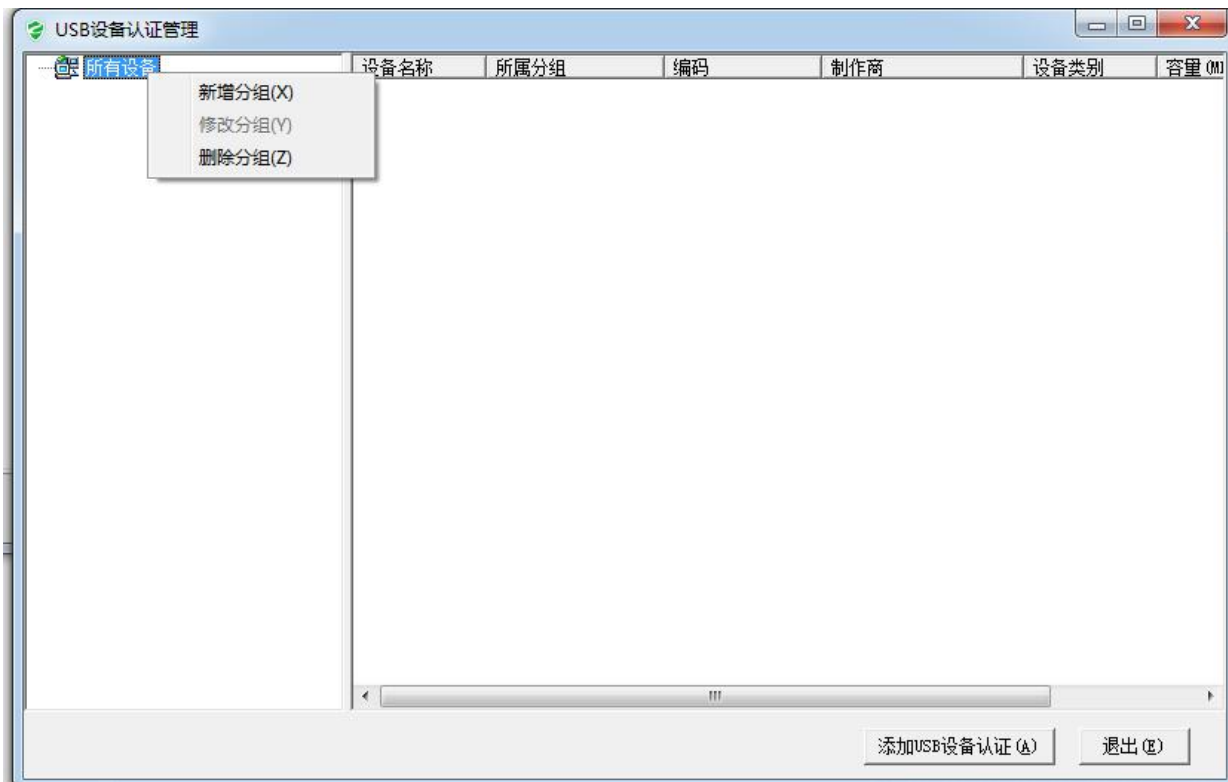 USB设备认证管理
所有设备
设备名称 所属分组 编码 制作商 设备类别 容量(M)
新增分组(X)
修改分组(Y)
删除分组(Z)
添加USB设备认证(A) 退出(E)